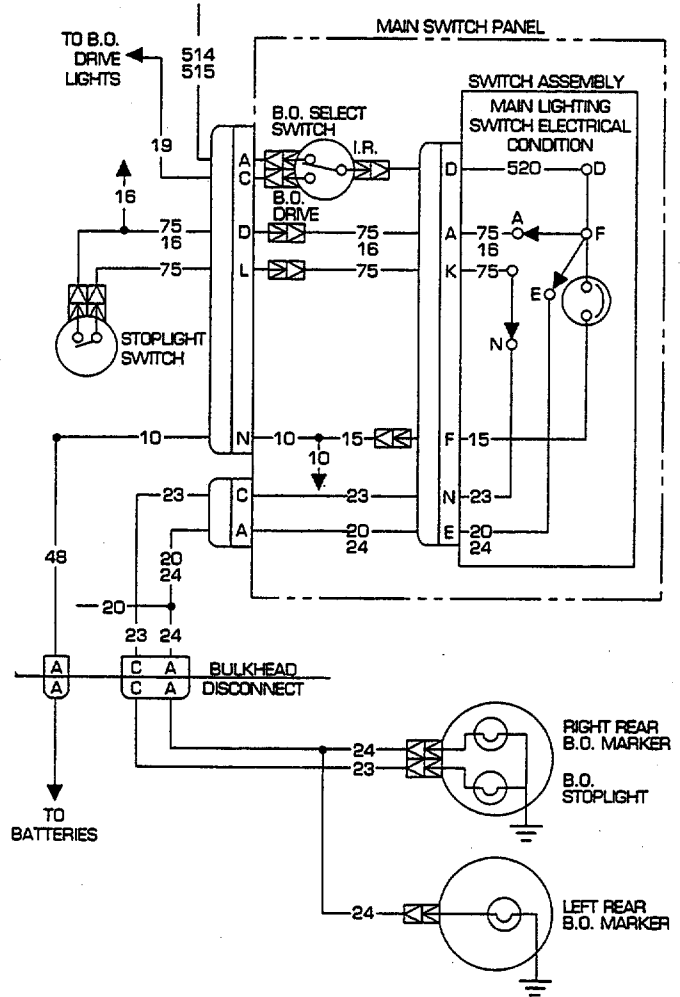 MAIN SWITCH PANEL
TO B.O.
DRIVE
LIGHTS
514
515
SWITCH ASSEMBLY
MAIN LIGHTING
SWITCH ELECTRICAL
CONDITION
B.O. SELECT
SWITCH
I.R.
19
A
C
D
520
D
B.O.
DRIVE
16
75
16
D
75
16
A
75
16
A
F
75
L
75
K
75
E
STOPLIGHT
SWITCH
N
10
N
10
15
F
15
10
23
C
23
N
23
48
20
24
A
20
24
E
20
24
20
23
24
A
C
A
BULKHEAD
A
C
A
DISCONNECT
24
23
RIGHT REAR
B.O. MARKER
B.O.
STOPLIGHT
TO
BATTERIES
24
LEFT REAR
B.O. MARKER